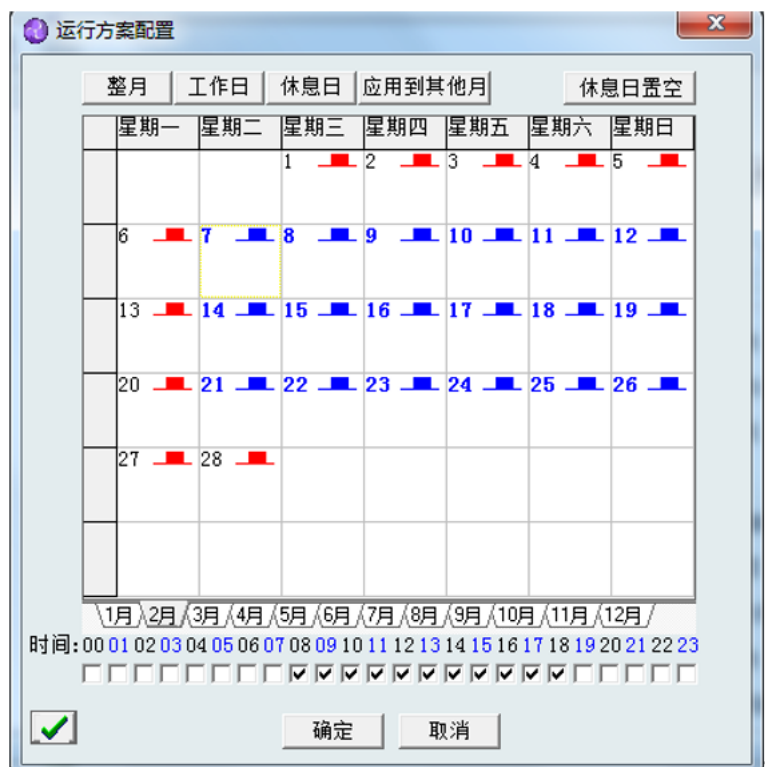 运行方案配置
整月 工作日 休息日 应用到其他月 休息日置空
星期一 星期二 星期三 星期四 星期五 星期六 星期日
1 2 3 4 5
6 7 8 9 10 11 12
13 14 15 16 17 18 19
20 21 22 23 24 25 26
27 28
1月 2月 3月 4月 5月 6月 7月 8月 9月 10月 11月 12月
时间: 00 01 02 03 04 05 06 07 08 09 10 11 12 13 14 15 16 17 18 19 20 21 22 23
确定 取消